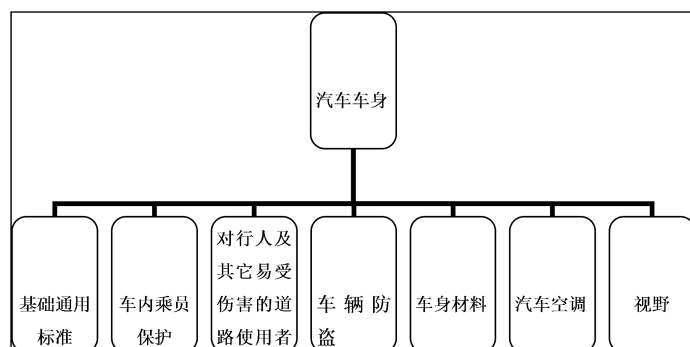 汽车车身
基础通用
标准
车内乘员
保护
对行人及
其它易受
伤害的道
路使用者
车辆防
盗
车身材料
汽车空调
视野